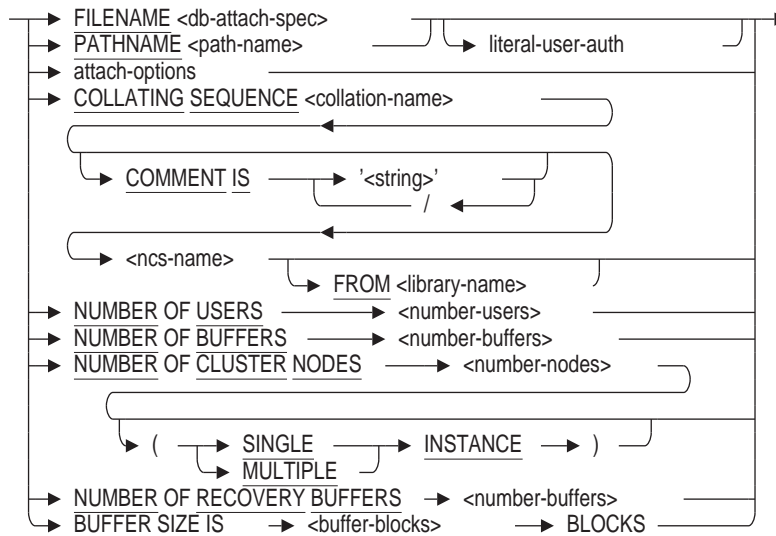 FILENAME <db-attach-spec>
PATHNAME <path-name> literal-user-auth
attach-options
COLLATING SEQUENCE <collation-name>
COMMENT IS '<string>'
/
<ncs-name>
FROM <library-name>
NUMBER OF USERS <number-users>
NUMBER OF BUFFERS <number-buffers>
NUMBER OF CLUSTER NODES <number-nodes>
( SINGLE INSTANCE )
MULTIPLE
NUMBER OF RECOVERY BUFFERS <number-buffers>
BUFFER SIZE IS <buffer-blocks> BLOCKS